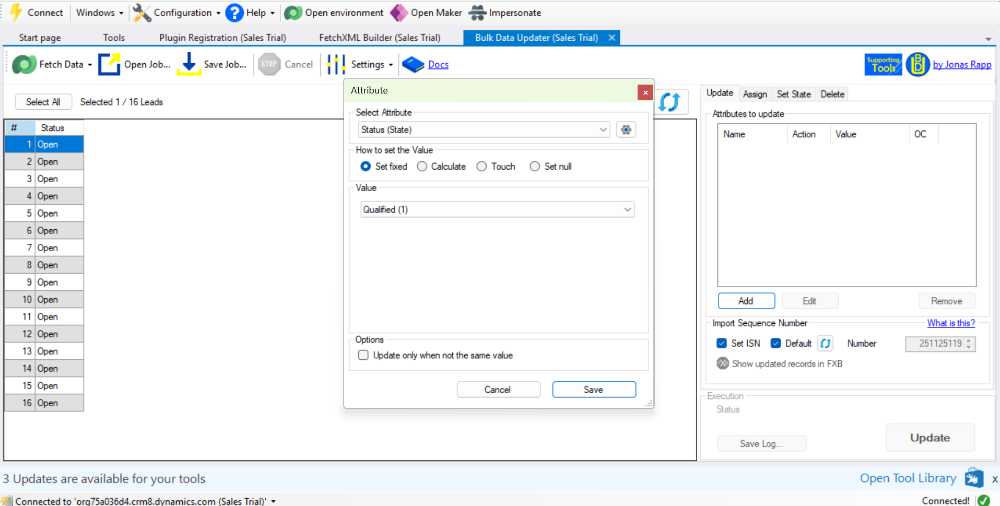 Connect Windows Configuration Help Open environment Open Maker Impersonate
Start page Tools Plugin Registration (Sales Trial) FetchXML Builder (Sales Trial) Bulk Data Updater (Sales Trial)
Fetch Data Open Job... Save Job... STOP Cancel Settings Docs Supporting Tools BDU by Jonas Rapp
Select All Selected 1 / 16 Leads
# Status
1 Open
2 Open
3 Open
4 Open
5 Open
6 Open
7 Open
8 Open
9 Open
10 Open
11 Open
12 Open
13 Open
14 Open
15 Open
16 Open
Attribute
Select Attribute
Status (State)
How to set the Value
Set fixed Calculate Touch Set null
Value
Qualified (1)
Options
Update only when not the same value
Cancel Save
Update Assign Set State Delete
Attributes to update
Name Action Value OC
Add Edit Remove
Import Sequence Number What is this?
Set ISN Default Number 251125119
Show updated records in FXB
Execution
Status
Save Log... Update
3 Updates are available for your tools Open Tool Library x
Connected to 'org75a036d4.crm8.dynamics.com (Sales Trial)' Connected!